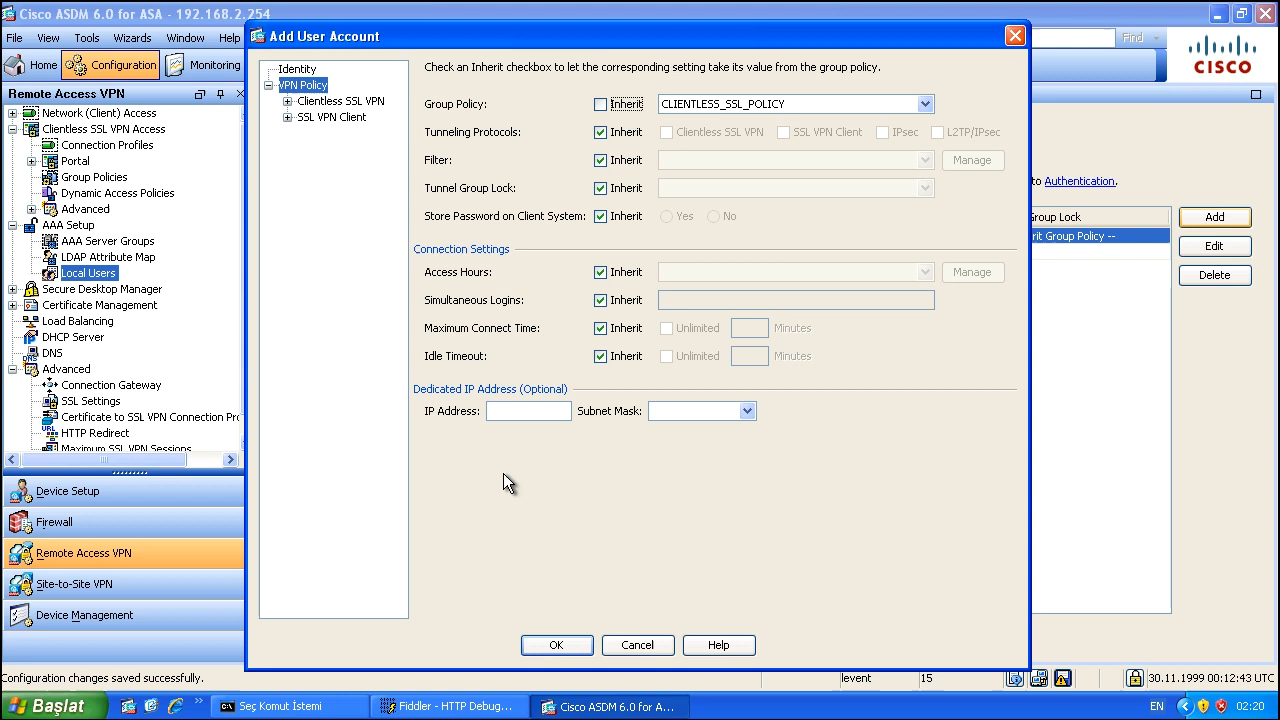 Cisco ASDM 6.0 for ASA - 192.168.2.254
File View Tools Wizards Window Help
Find
Home Configuration Monitoring
CISCO
Add User Account
Remote Access VPN
Network (Client) Access
Clientless SSL VPN Access
Connection Profiles
Portal
Group Policies
Dynamic Access Policies
Advanced
AAA Setup
AAA Server Groups
LDAP Attribute Map
Local Users
Secure Desktop Manager
Certificate Management
Load Balancing
DHCP Server
DNS
Advanced
Connection Gateway
SSL Settings
Certificate to SSL VPN Connection Pr
HTTP Redirect
Maximum SSL VPN Sessions
Device Setup
Firewall
Remote Access VPN
Site-to-Site VPN
Device Management
Identity
VPN Policy
Clientless SSL VPN
SSL VPN Client
Check an Inherit checkbox to let the corresponding setting take its value from the group policy.
Group Policy: Inherit CLIENTLESS_SSL_POLICY
Tunneling Protocols: Inherit Clientless SSL VPN SSL VPN Client IPsec L2TP/IPsec
Filter: Inherit Manage
Tunnel Group Lock: Inherit
Store Password on Client System: Inherit Yes No
Connection Settings
Access Hours: Inherit Manage
Simultaneous Logins: Inherit
Maximum Connect Time: Inherit Unlimited Minutes
Idle Timeout: Inherit Unlimited Minutes
Dedicated IP Address (Optional)
IP Address: Subnet Mask:
OK Cancel Help
to Authentication.
Group Lock
rit Group Policy --
Add
Edit
Delete
Configuration changes saved successfully.
levent 15 30.11.1999 00:12:43 UTC
Başlat
Seç Komut İstemi
Fiddler - HTTP Debug...
Cisco ASDM 6.0 for A...
EN 02:20